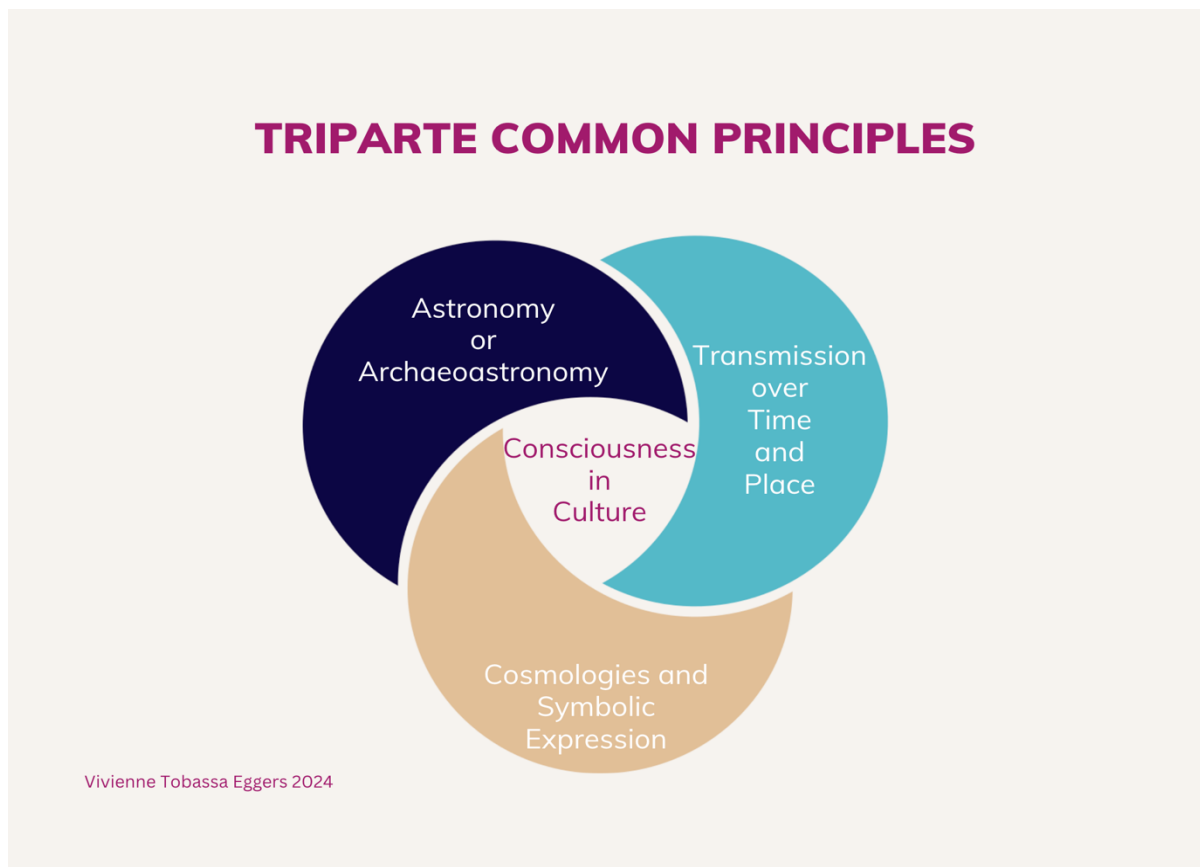 TRIPARTE COMMON PRINCIPLES
Astronomy
or
Archaeoastronomy
Transmission
over
Time
and
Place
Consciousness
in
Culture
Cosmologies and
Symbolic
Expression
Vivienne Tobassa Eggers 2024